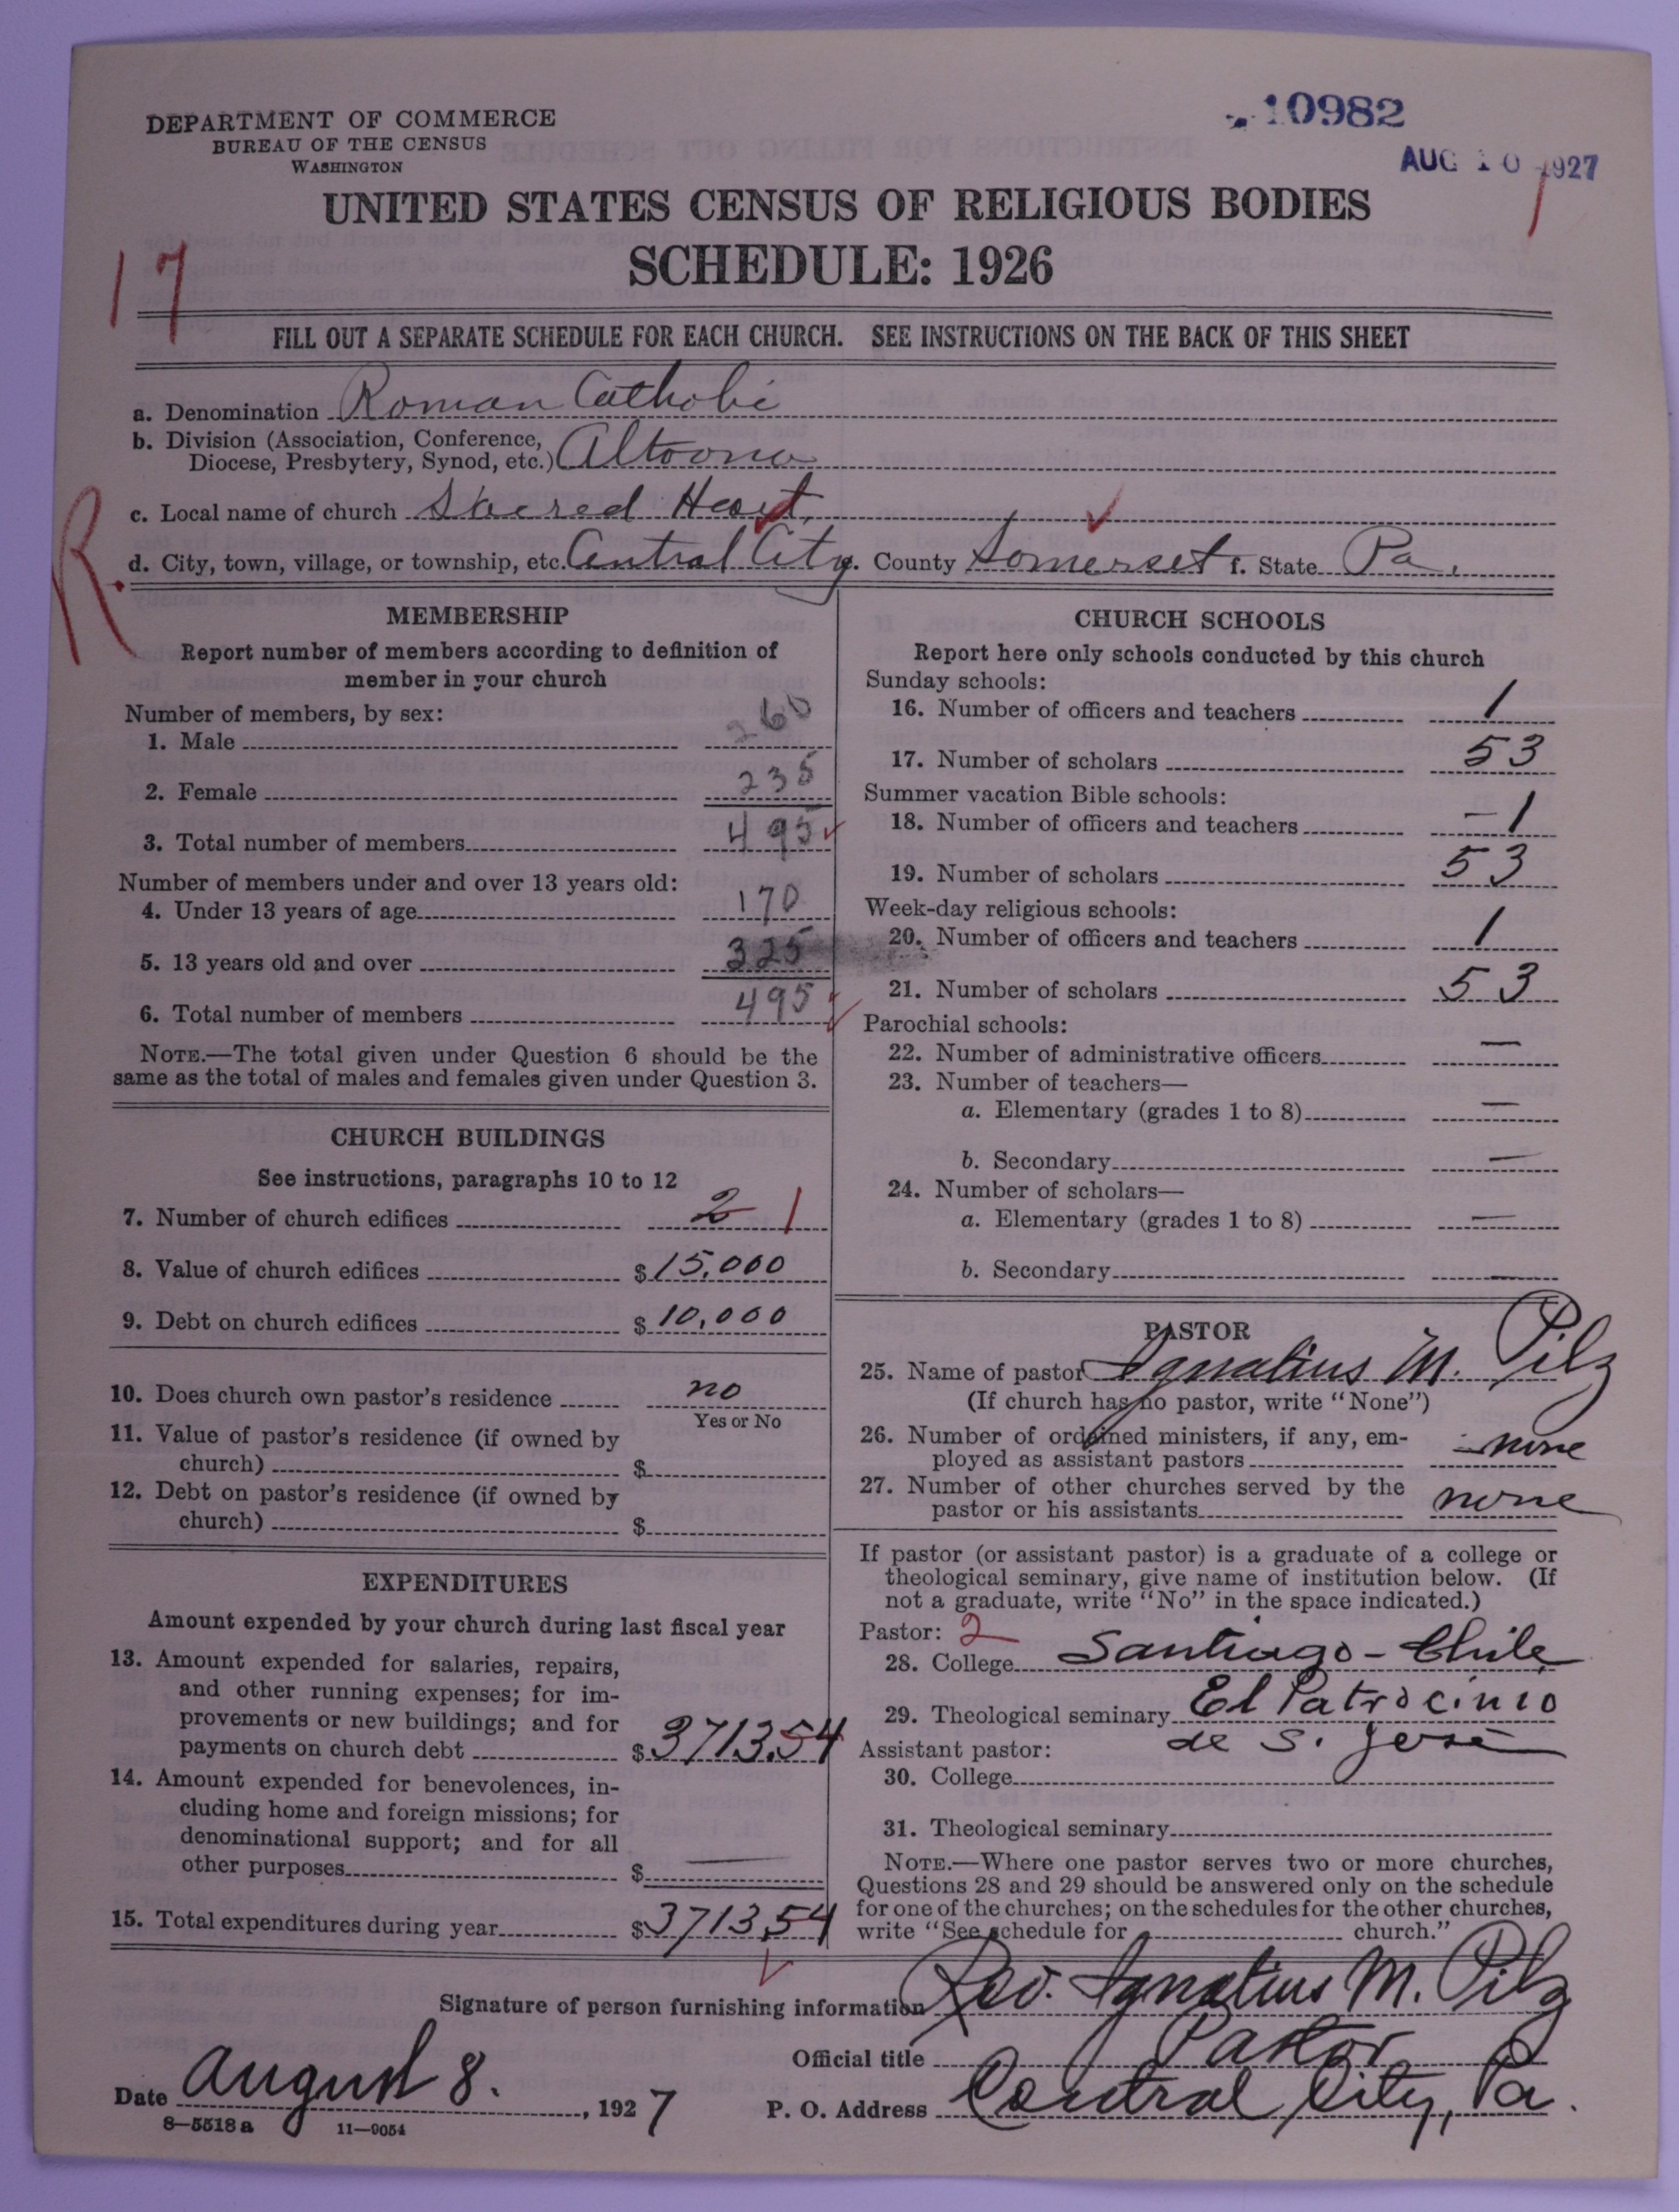 DEPARTMENT OF COMMERCE
BUREAU OF THE CENSUS
WASHINGTON
10982
AUG 10 1927
UNITED STATES CENSUS OF RELIGIOUS BODIES
SCHEDULE: 1926
17
FILL OUT A SEPARATE SCHEDULE FOR EACH CHURCH. SEE INSTRUCTIONS ON THE BACK OF THIS SHEET
a. Denomination Roman Catholic
b. Division (Association, Conference,
Diocese, Presbytery, Synod, etc.) Altoona
R.
c. Local name of church Sacred Heart,
d. City, town, village, or township, etc. Central City. County Somerset f. State Pa.
MEMBERSHIP
Report number of members according to definition of
member in your church
Number of members, by sex:
1. Male 260
2. Female 235
3. Total number of members 495
Number of members under and over 13 years old:
4. Under 13 years of age 170
5. 13 years old and over 325
6. Total number of members 495
NOTE.—The total given under Question 6 should be the
same as the total of males and females given under Question 3.
CHURCH BUILDINGS
See instructions, paragraphs 10 to 12
7. Number of church edifices 2 1
8. Value of church edifices $15,000
9. Debt on church edifices $10,000
10. Does church own pastor's residence no
Yes or No
11. Value of pastor's residence (if owned by
church) $
12. Debt on pastor's residence (if owned by
church) $
EXPENDITURES
Amount expended by your church during last fiscal year
13. Amount expended for salaries, repairs,
and other running expenses; for im-
provements or new buildings; and for
payments on church debt $3713.54
14. Amount expended for benevolences, in-
cluding home and foreign missions; for
denominational support; and for all
other purposes $ —
15. Total expenditures during year $3713,54
CHURCH SCHOOLS
Report here only schools conducted by this church
Sunday schools:
16. Number of officers and teachers 1
17. Number of scholars 53
Summer vacation Bible schools:
18. Number of officers and teachers – 1
19. Number of scholars 53
Week-day religious schools:
20. Number of officers and teachers 1
21. Number of scholars 53
Parochial schools:
22. Number of administrative officers —
23. Number of teachers—
a. Elementary (grades 1 to 8) —
b. Secondary —
24. Number of scholars—
a. Elementary (grades 1 to 8) —
b. Secondary —
PASTOR
25. Name of pastor Ignatius M. Pilz
(If church has no pastor, write "None")
26. Number of ordained ministers, if any, em-
ployed as assistant pastors none
27. Number of other churches served by the
pastor or his assistants none
If pastor (or assistant pastor) is a graduate of a college or
theological seminary, give name of institution below. (If
not a graduate, write "No" in the space indicated.)
Pastor: 2
28. College Santiago - Chile
29. Theological seminary El Patrocinio
de S. José
Assistant pastor:
30. College
31. Theological seminary
NOTE.—Where one pastor serves two or more churches,
Questions 28 and 29 should be answered only on the schedule
for one of the churches; on the schedules for the other churches,
write "See schedule for church."
Signature of person furnishing information Rev. Ignatius M. Pilz
Official title Pastor
Date August 8. , 1927
P. O. Address Central City, Pa.
8—5518 a 11—9054